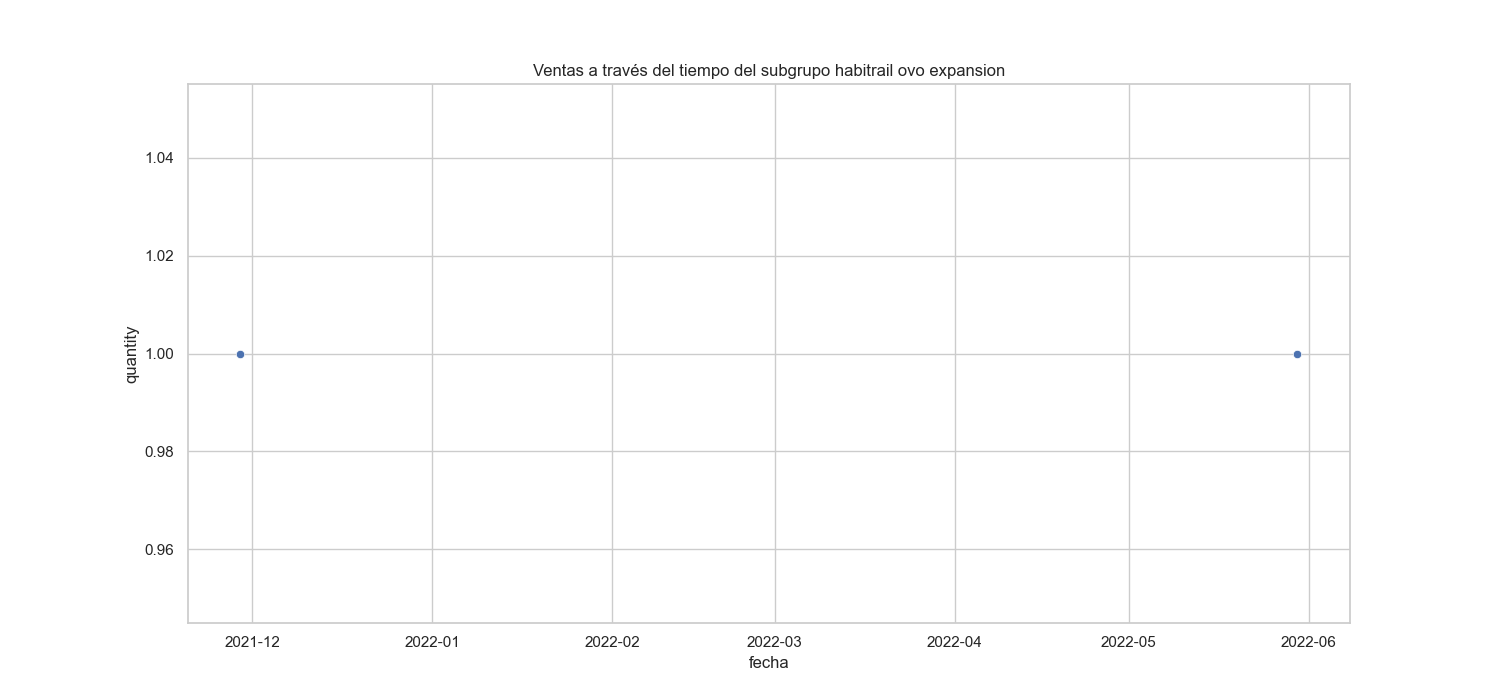 Ventas a través del tiempo del subgrupo habitrail ovo expansion
1.04
1.02
1.00
0.98
0.96
quantity
2021-12 2022-01 2022-02 2022-03 2022-04 2022-05 2022-06
fecha